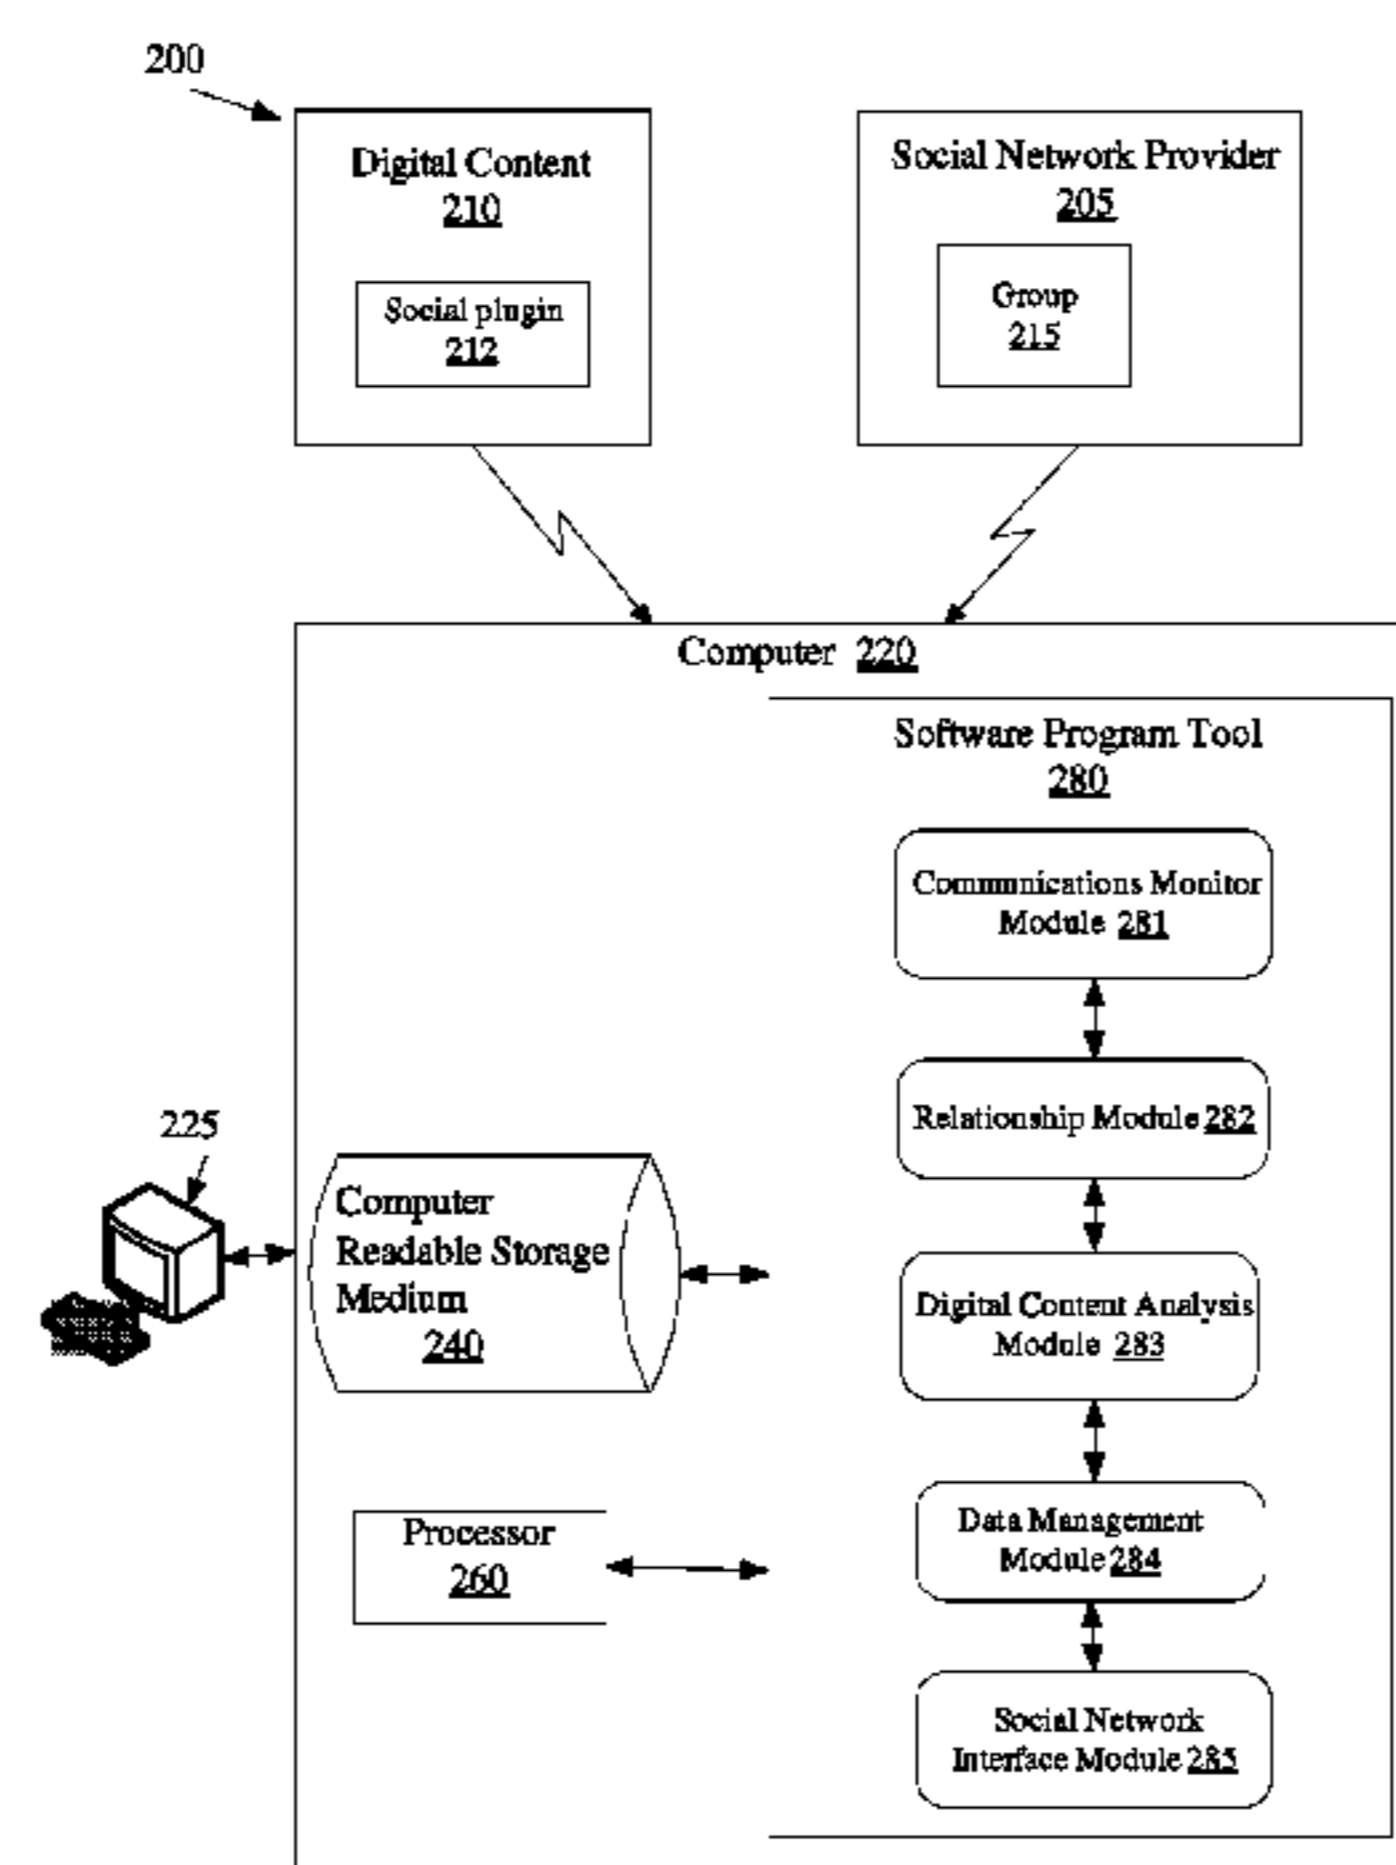 200
Digital Content
210
Social plugin
212
Social Network Provider
205
Group
215
Computer 220
Software Program Tool
280
Communications Monitor
Module 281
Relationship Module 282
Digital Content Analysis
Module 283
Data Management
Module 284
Social Network
Interface Module 285
225
Computer
Readable Storage
Medium
240
Processor
260